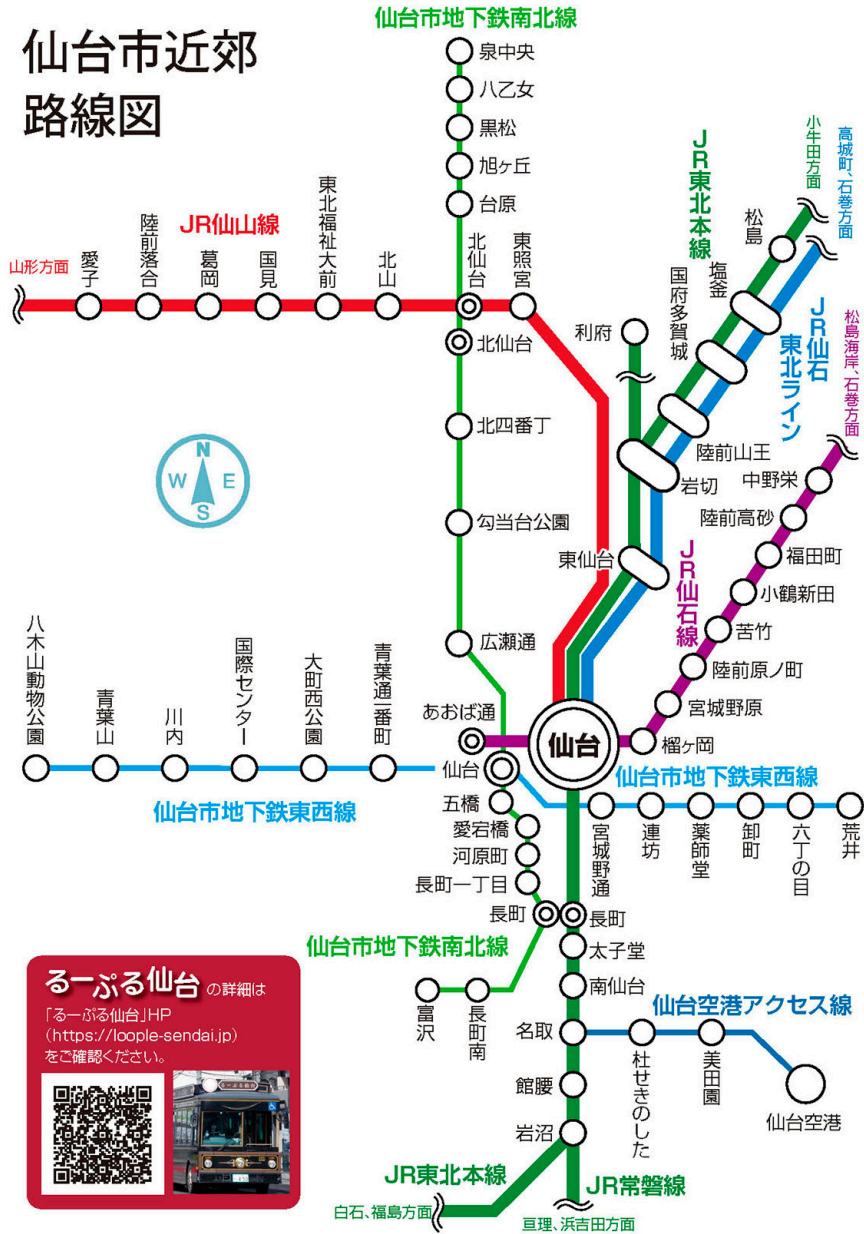 仙台市近郊
路線図
仙台市地下鉄南北線
泉中央
八乙女
黒松
旭ヶ丘
台原
JR仙山線
山形方面
愛子
陸前落合
葛岡
国見
東北福祉大前
北山
北仙台
東照宮
北仙台
北四番丁
勾当台公園
広瀬通
JR東北本線
小牛田方面
高城町、石巻方面
松島
塩釜
国府多賀城
利府
JR仙石
東北ライン
松島海岸、石巻方面
陸前山王
岩切
東仙台
JR仙石線
中野栄
陸前高砂
福田町
小鶴新田
苦竹
陸前原ノ町
宮城野原
榴ヶ岡
N
W
E
S
八木山動物公園
青葉山
川内
国際センター
大町西公園
青葉通一番町
あおば通
仙台
仙台
仙台市地下鉄東西線
仙台市地下鉄東西線
五橋
愛宕橋
河原町
長町一丁目
長町
長町
宮城野通
連坊
薬師堂
卸町
六丁の目
荒井
仙台市地下鉄南北線
富沢
長町南
太子堂
南仙台
名取
館腰
岩沼
仙台空港アクセス線
杜せきのした
美田園
仙台空港
JR東北本線
白石、福島方面
JR常磐線
亘理、浜吉田方面
るーぷる仙台 の詳細は
「るーぷる仙台」HP
(https://loople-sendai.jp)
をご確認ください。
るーぷる仙台